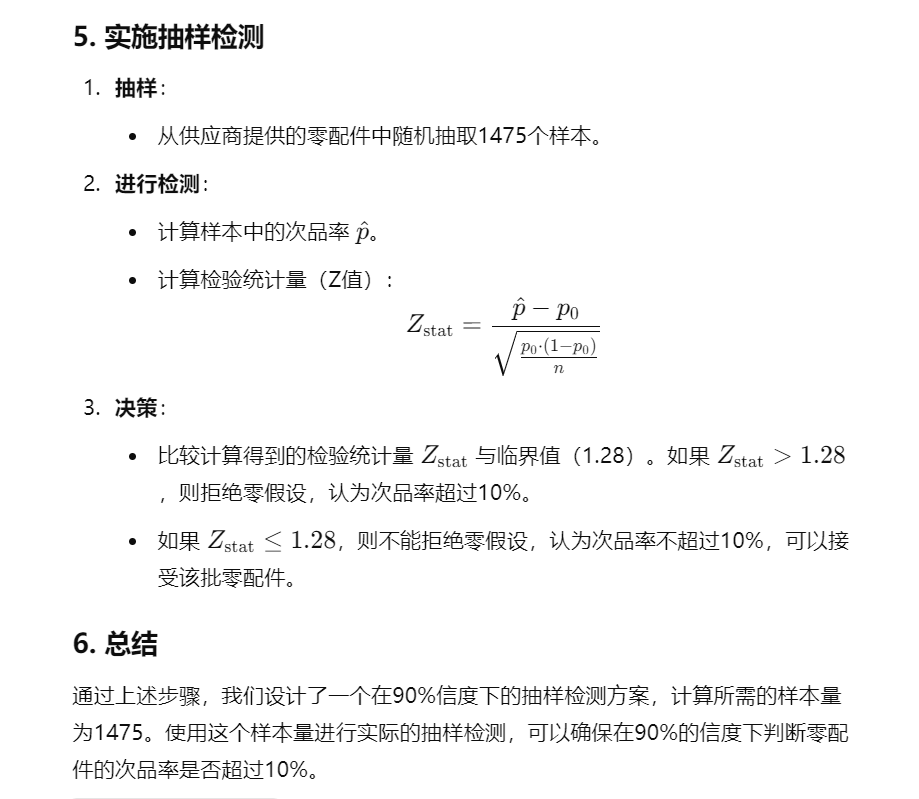 5. 实施抽样检测
1. 抽样：
• 从供应商提供的零配件中随机抽取1475个样本。
2. 进行检测：
• 计算样本中的次品率 p̂。
• 计算检验统计量（Z值）：
Z_stat = (p̂ − p₀) / √(p₀·(1−p₀) / n)
3. 决策：
• 比较计算得到的检验统计量 Z_stat 与临界值（1.28）。如果 Z_stat > 1.28
，则拒绝零假设，认为次品率超过10%。
• 如果 Z_stat ≤ 1.28，则不能拒绝零假设，认为次品率不超过10%，可以接
受该批零配件。
6. 总结
通过上述步骤，我们设计了一个在90%信度下的抽样检测方案，计算所需的样本量
为1475。使用这个样本量进行实际的抽样检测，可以确保在90%的信度下判断零配
件的次品率是否超过10%。